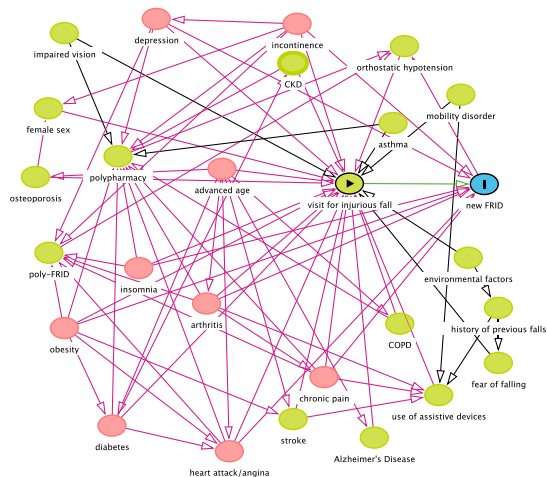 depression
incontinence
impaired vision
orthostatic hypotension
CKD
mobility disorder
female sex
asthma
polypharmacy
advanced age
osteoporosis
visit for injurious fall
new FRID
poly-FRID
insomnia
environmental factors
arthritis
history of previous falls
obesity
COPD
fear of falling
chronic pain
use of assistive devices
stroke
diabetes
Alzheimer's Disease
heart attack/angina